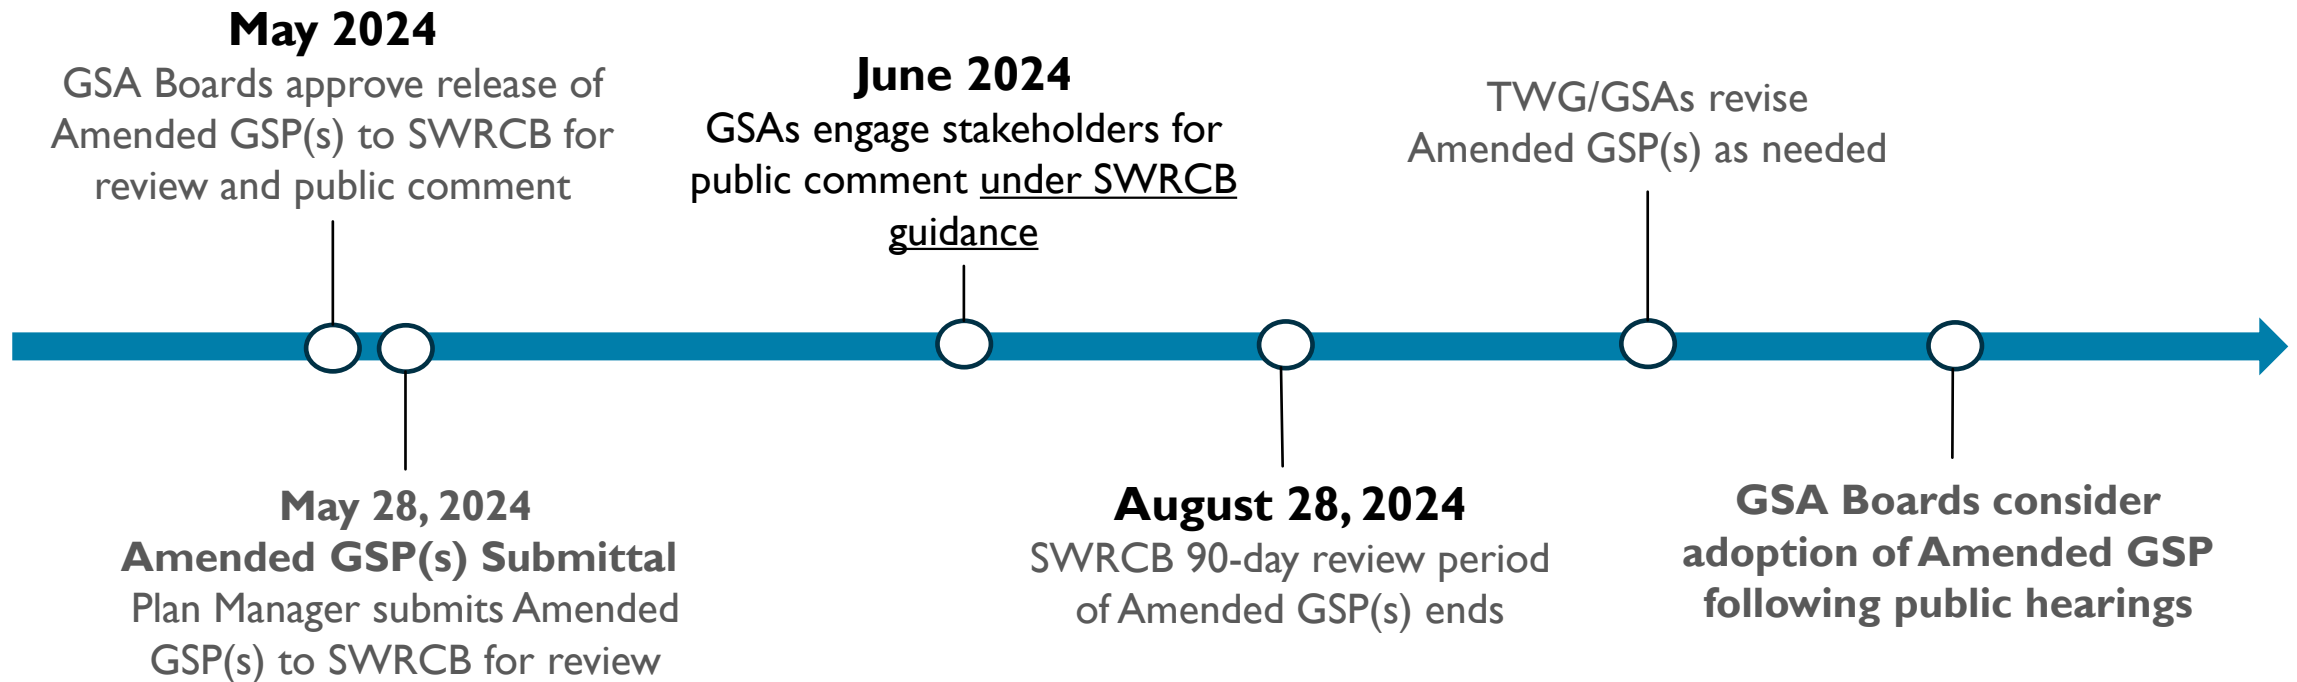 May 2024
GSA Boards approve release of
Amended GSP(s) to SWRCB for
review and public comment
May 28, 2024
Amended GSP(s) Submittal
Plan Manager submits Amended
GSP(s) to SWRCB for review
June 2024
GSAs engage stakeholders for
public comment under SWRCB
guidance
August 28, 2024
SWRCB 90-day review period
of Amended GSP(s) ends
TWG/GSAs revise
Amended GSP(s) as needed
GSA Boards consider
adoption of Amended GSP
following public hearings